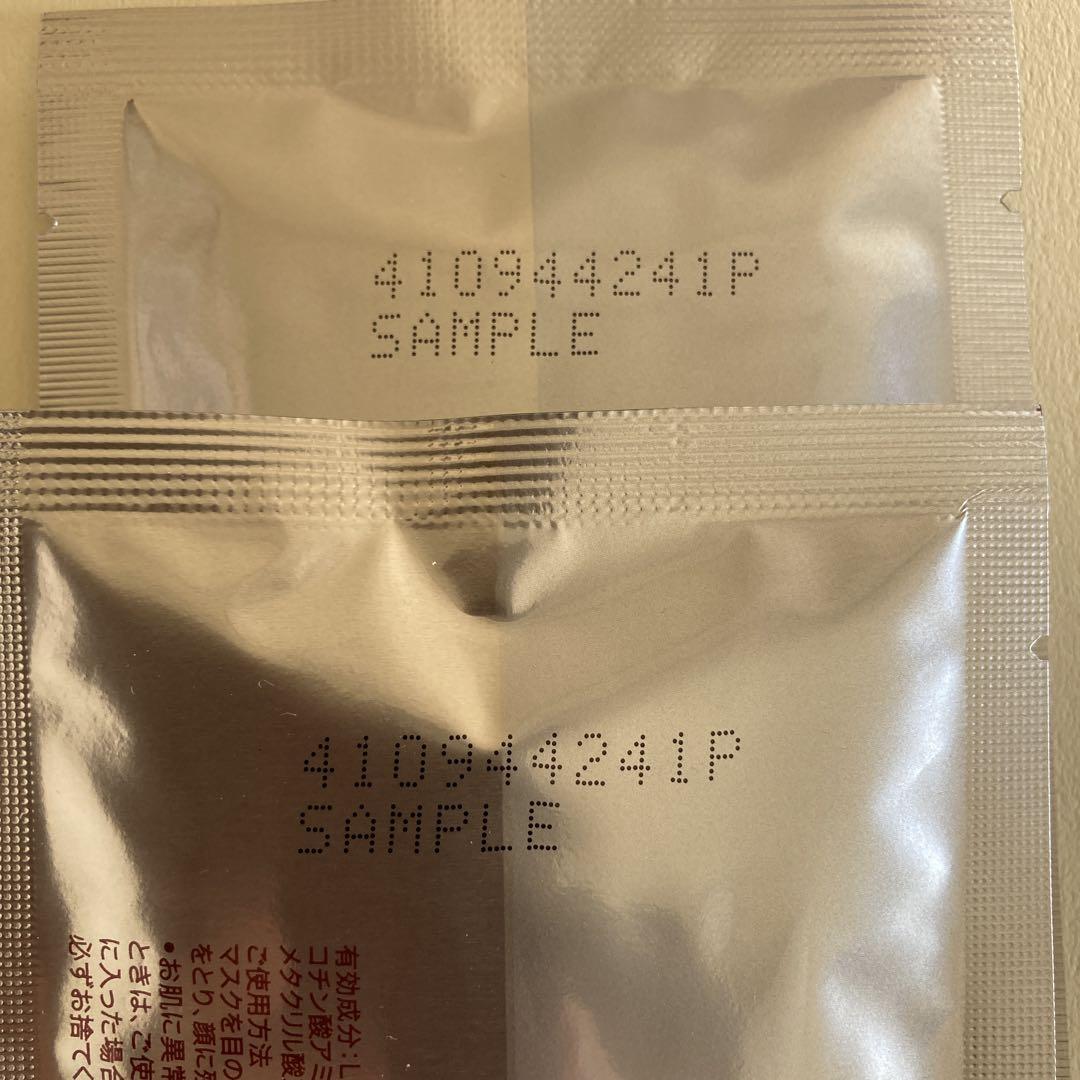 410944241P
SAMPLE
410944241P
SAMPLE
有効成分:L
コチン酸アミ
メタクリル酸
ご使用方法
マスクを目の
をとり、顔に
●お肌に異常
ときは、ご使
に入った場合
必ずお捨てく